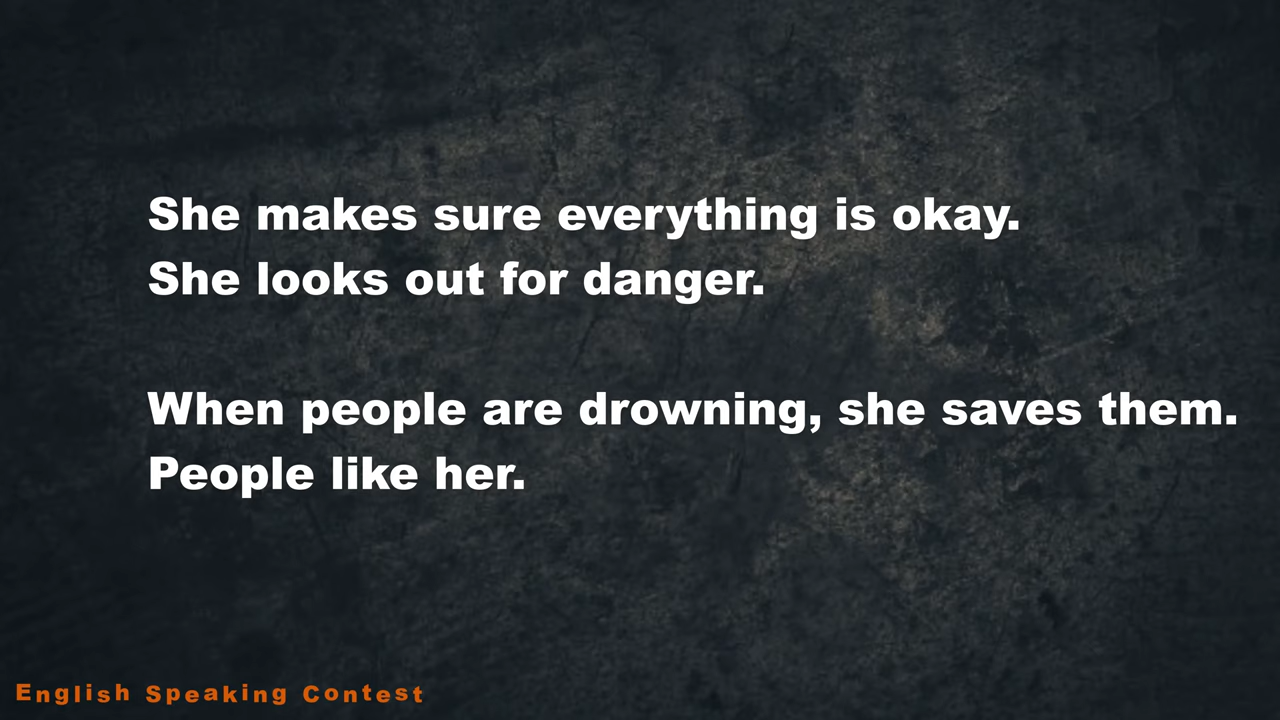 She makes sure everything is okay.
She looks out for danger.
When people are drowning, she saves them.
People like her.
English Speaking Contest